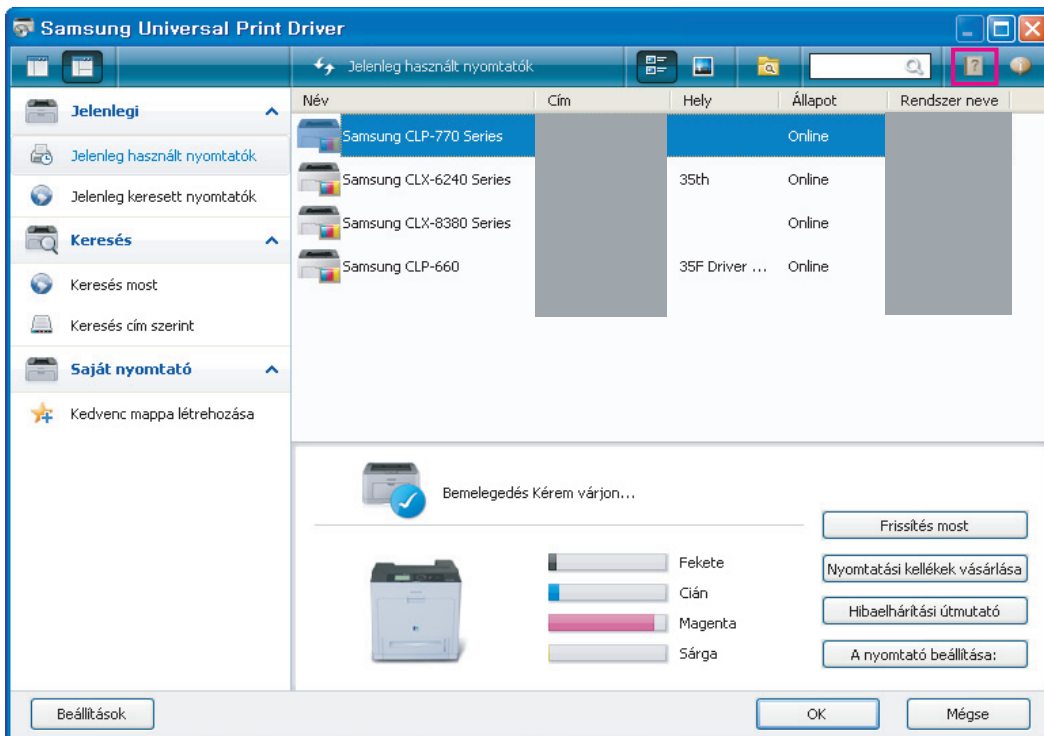 Samsung Universal Print Driver
Jelenleg használt nyomtatók
?
Jelenlegi
Jelenleg használt nyomtatók
Jelenleg keresett nyomtatók
Keresés
Keresés most
Keresés cím szerint
Saját nyomtató
Kedvenc mappa létrehozása
Név Cím Hely Állapot Rendszer neve
Samsung CLP-770 Series Online
Samsung CLX-6240 Series 35th Online
Samsung CLX-8380 Series Online
Samsung CLP-660 35F Driver ... Online
Bemelegedés Kérem várjon...
Fekete
Cián
Magenta
Sárga
Frissítés most
Nyomtatási kellékek vásárlása
Hibaelhárítási útmutató
A nyomtató beállítása:
Beállítások
OK
Mégse